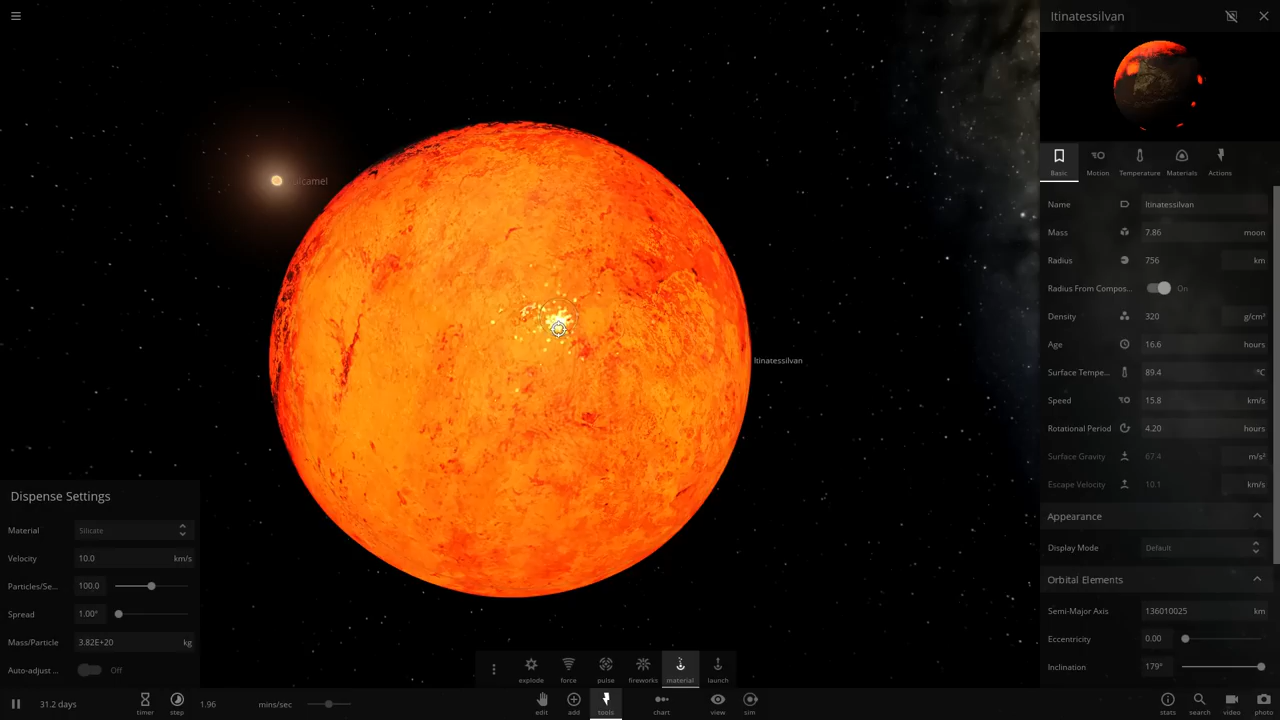 Itinatessilvan
Basic
Motion
Temperature
Materials
Actions
Name Itinatessilvan
Mass 7.86 moon
Radius 756 km
Radius From Compos... On
Density 320 g/cm³
Age 16.6 hours
Surface Tempe... 89.4 °C
Speed 15.8 km/s
Rotational Period 4.20 hours
Surface Gravity 67.4 m/s²
Escape Velocity 10.1 km/s
Appearance
Display Mode Default
Orbital Elements
Semi-Major Axis 136010025 km
Eccentricity 0.00
Inclination 179°
Itinatessilvan
Dispense Settings
Material Silicate
Velocity 10.0 km/s
Particles/Se... 100.0
Spread 1.00°
Mass/Particle 3.82E+20 kg
Auto-adjust ... Off
explode force pulse fireworks material launch
31.2 days timer step 1.96 mins/sec edit add tools chart view sim stats search video photo